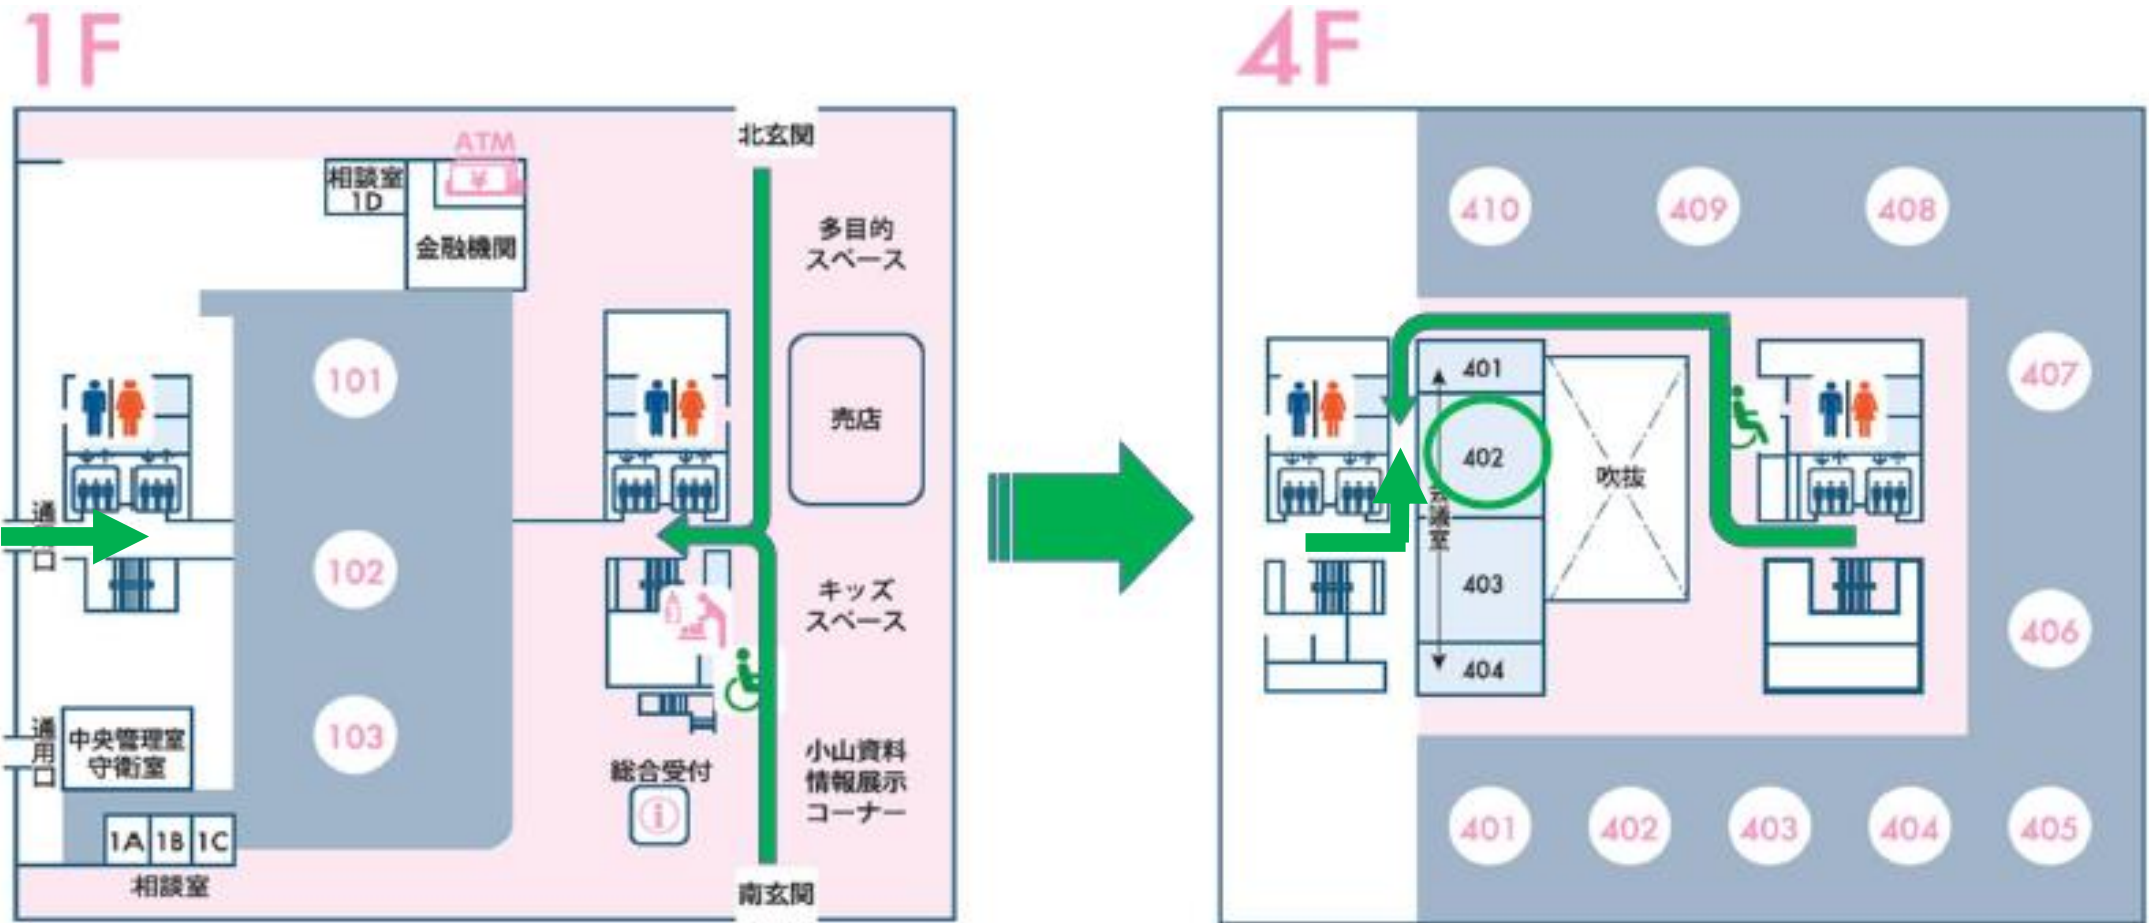 1F
北玄関
ATM
¥
相談室
1D
金融機関
多目的
スペース
101
売店
通用口
102
キッズ
スペース
通用口
中央管理室
守衛室
103
総合受付
i
小山資料
情報展示
コーナー
1A
1B
1C
相談室
南玄関
4F
410
409
408
401
407
402
吹抜
会議室
403
406
404
401
402
403
404
405